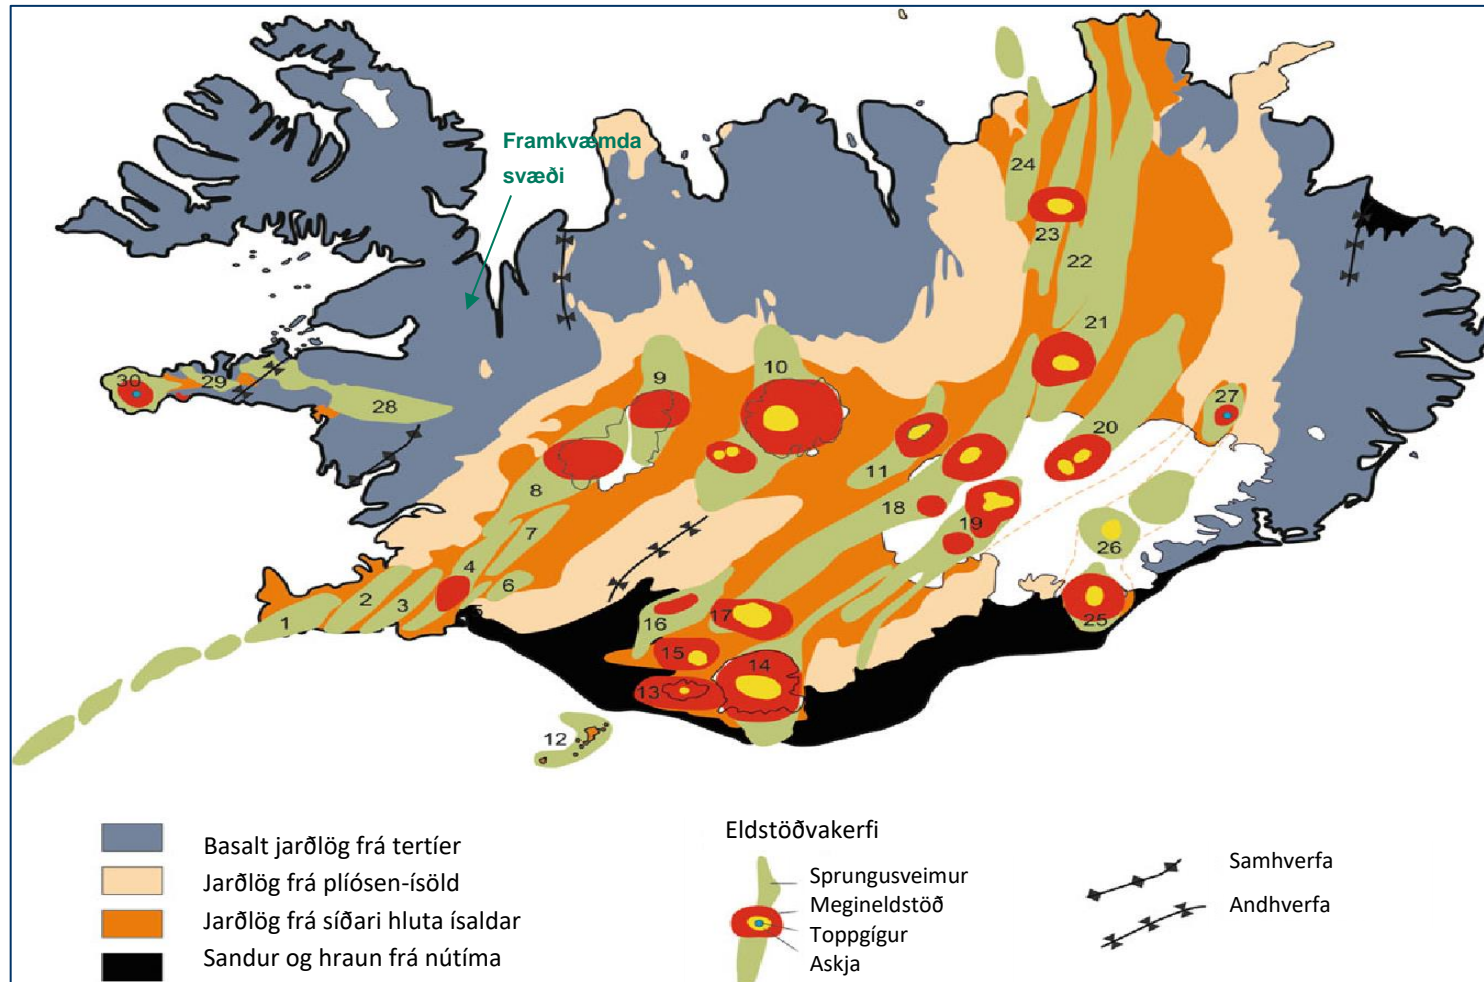 Framkvæmda
svæði
24
23
22
21
30
29
28
9
10
27
20
11
8
18
19
7
26
4
6
2
3
5
1
16
17
25
15
14
13
12
Basalt jarðlög frá tertíer
Jarðlög frá plíósen-ísöld
Jarðlög frá síðari hluta ísaldar
Sandur og hraun frá nútíma
Eldstöðvakerfi
Sprungusveimur
Megineldstöð
Toppgígur
Askja
Samhverfa
Andhverfa